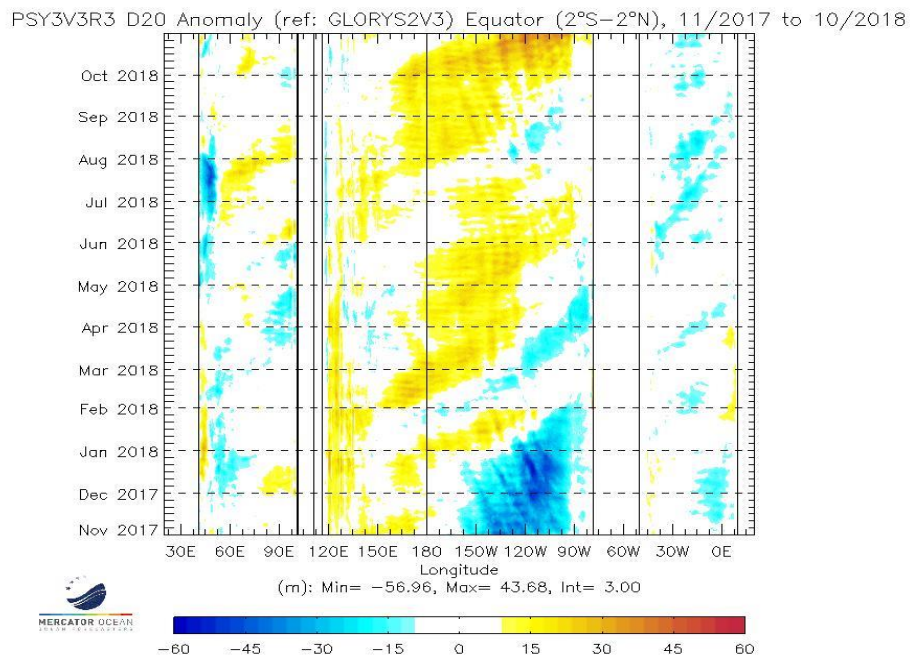 PSY3V3R3 D20 Anomaly (ref: GLORYS2V3) Equator (2°S–2°N), 11/2017 to 10/2018
Oct 2018
Sep 2018
Aug 2018
Jul 2018
Jun 2018
May 2018
Apr 2018
Mar 2018
Feb 2018
Jan 2018
Dec 2017
Nov 2017
30E 60E 90E 120E 150E 180 150W 120W 90W 60W 30W 0E
Longitude
(m): Min= −56.96, Max= 43.68, Int= 3.00
MERCATOR OCEAN
−60 −45 −30 −15 0 15 30 45 60